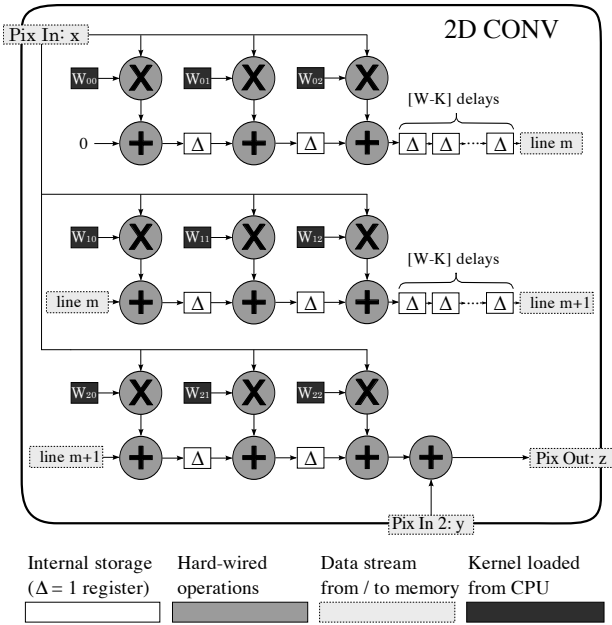 2D CONV
Pix In: x
W00 X W01 X W02 X
[W-K] delays
0 + Δ + Δ + Δ Δ Δ line m
W10 X W11 X W12 X
[W-K] delays
line m + Δ + Δ + Δ Δ Δ line m+1
W20 X W21 X W22 X
line m+1 + Δ + Δ + + Pix Out: z
Pix In 2: y
Internal storage
(Δ = 1 register)
Hard-wired
operations
Data stream
from / to memory
Kernel loaded
from CPU